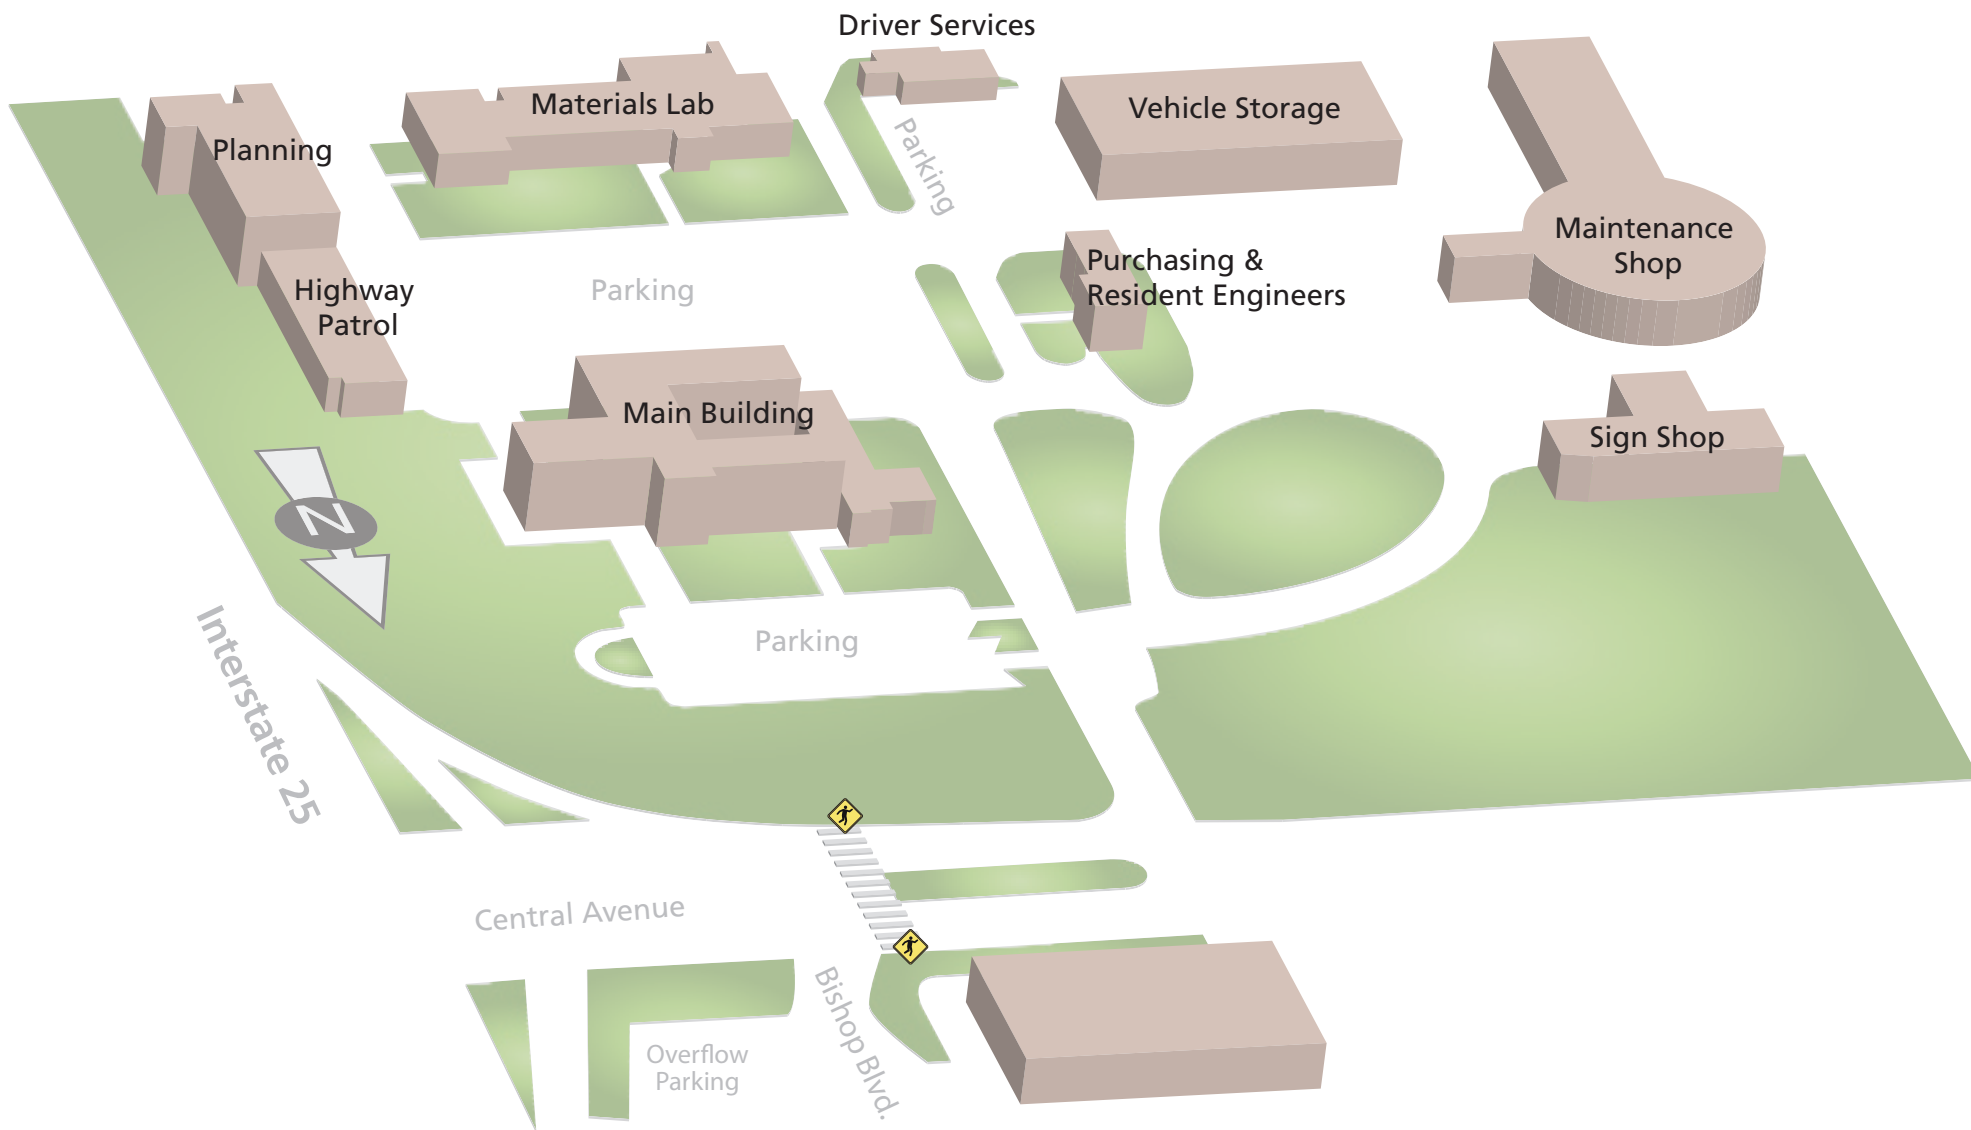 Driver Services
Materials Lab
Vehicle Storage
Planning
Parking
Maintenance
Shop
Purchasing &
Resident Engineers
Highway
Patrol
Parking
Main Building
Sign Shop
N
Parking
Interstate 25
Central Avenue
Bishop Blvd.
Overflow
Parking